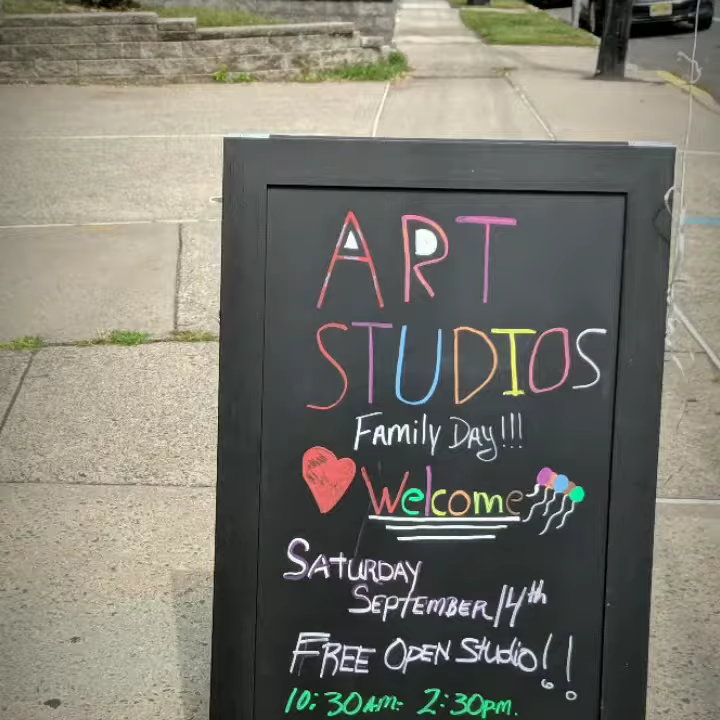 ART
STUDIOS
Family Day!!!
Welcome
SATURDAY
SEPTEMBER 14th
FREE OPEN Studio!!
10:30AM- 2:30PM.